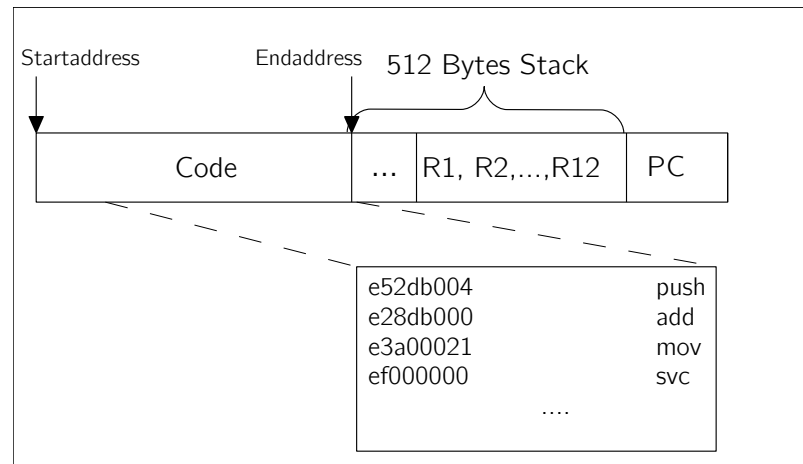 Startaddress
Endaddress
512 Bytes Stack
Code
...
R1, R2,...,R12
PC
e52db004 push
e28db000 add
e3a00021 mov
ef000000 svc
....